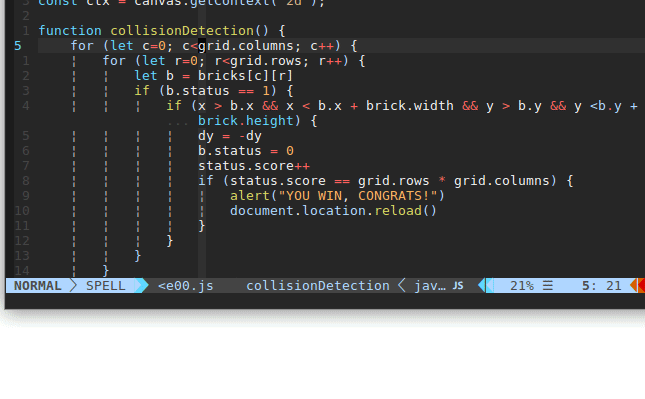 3 const ctx = canvas.getContext("2d");
1 function collisionDetection() {
5 for (let c=0; c<grid.columns; c++) {
1 ¦ for (let r=0; r<grid.rows; r++) {
2 ¦ ¦ let b = bricks[c][r]
3 ¦ ¦ if (b.status == 1) {
4 ¦ ¦ ¦ if (x > b.x && x < b.x + brick.width && y > b.y && y <b.y +
... brick.height) {
5 ¦ ¦ ¦ ¦ dy = -dy
6 ¦ ¦ ¦ ¦ b.status = 0
7 ¦ ¦ ¦ ¦ status.score++
8 ¦ ¦ ¦ ¦ if (status.score == grid.rows * grid.columns) {
9 ¦ ¦ ¦ ¦ ¦ alert("YOU WIN, CONGRATS!")
10 ¦ ¦ ¦ ¦ ¦ document.location.reload()
11 ¦ ¦ ¦ ¦ }
12 ¦ ¦ ¦ }
13 ¦ ¦ }
14 ¦ }
NORMAL SPELL <e00.js collisionDetection jav… JS 21% ☰ 5: 21